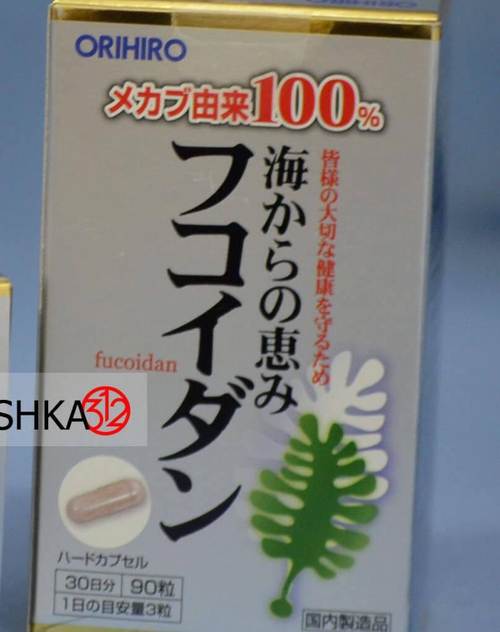 ORIHIRO
メカブ由来100%
皆様の大切な健康を守るため
海からの恵み
フコイダン
fucoidan
SHKA312
ハードカプセル
30日分 90粒
1日の目安量3粒
国内製造品